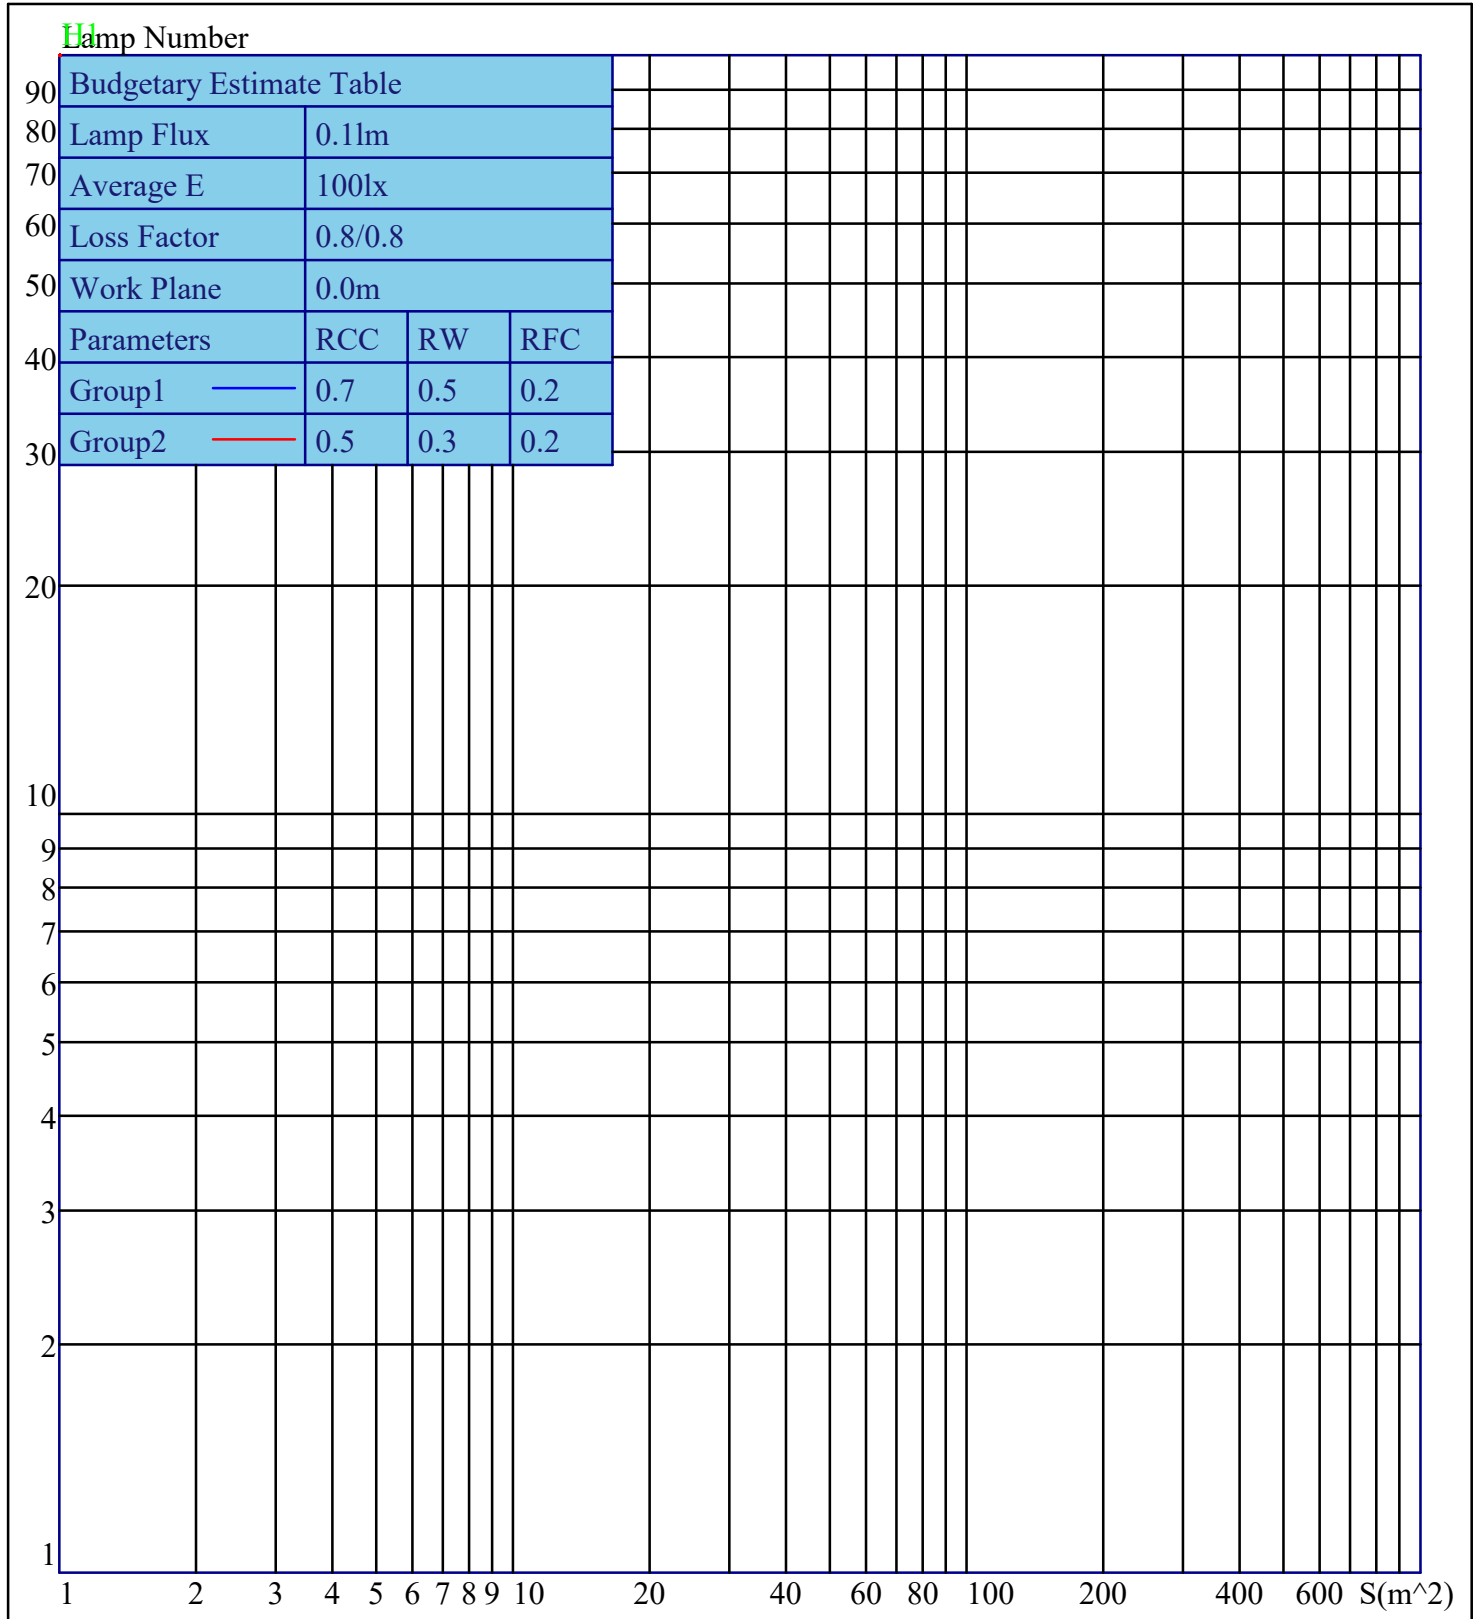 Lamp Number
Budgetary Estimate Table
Lamp Flux 0.1lm
Average E 100lx
Loss Factor 0.8/0.8
Work Plane 0.0m
Parameters RCC RW RFC
Group1 0.7 0.5 0.2
Group2 0.5 0.3 0.2
90
80
70
60
50
40
30
20
10
9
8
7
6
5
4
3
2
1
1 2 3 4 5 6 7 8 9 10 20 40 60 80 100 200 400 600 S(m^2)